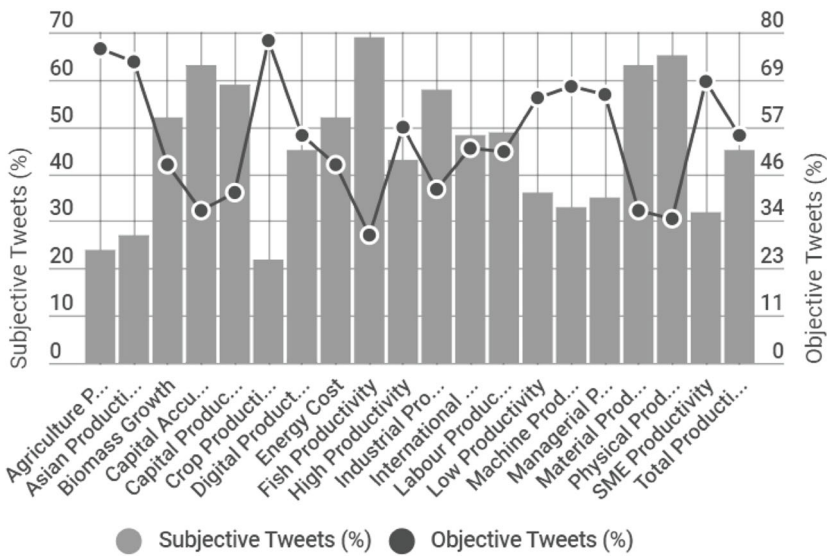 Subjective Tweets (%)
70
60
50
40
30
20
10
0
80
69
57
46
34
23
11
0
Objective Tweets (%)
Agriculture P...
Asian Producti...
Biomass Growth
Capital Accu...
Capital Produc...
Crop Producti...
Digital Product...
Energy Cost
Fish Productivity
High Productivity
Industrial Pro...
International ...
Labour Produc...
Low Productivity
Machine Prod...
Managerial P...
Material Prod...
Physical Prod...
SME Productivity
Total Producti...
Subjective Tweets (%) Objective Tweets (%)